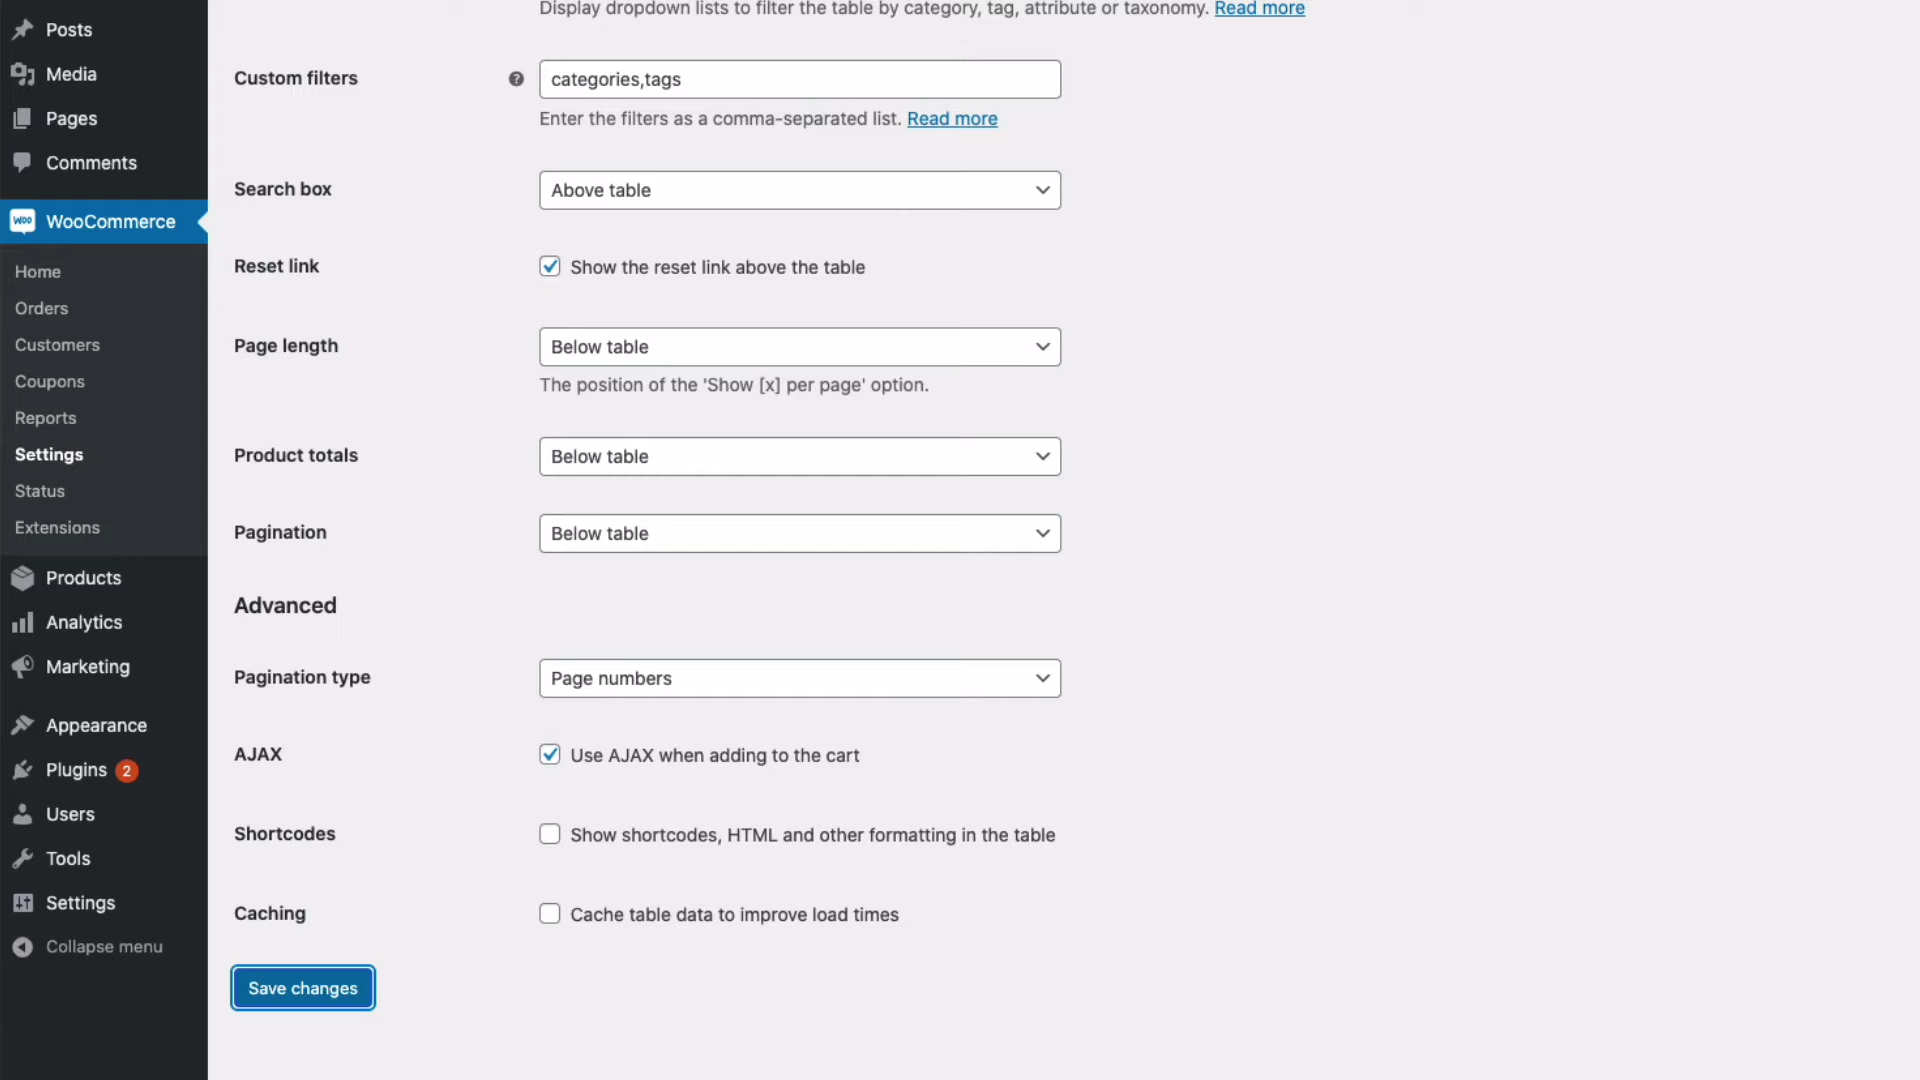 Posts
Media
Pages
Comments
WOO WooCommerce
Home
Orders
Customers
Coupons
Reports
Settings
Status
Extensions
Products
Analytics
Marketing
Appearance
Plugins 2
Users
Tools
Settings
Collapse menu
Display dropdown lists to filter the table by category, tag, attribute or taxonomy. Read more
Custom filters ? categories,tags
Enter the filters as a comma-separated list. Read more
Search box Above table
Reset link Show the reset link above the table
Page length Below table
The position of the 'Show [x] per page' option.
Product totals Below table
Pagination Below table
Advanced
Pagination type Page numbers
AJAX Use AJAX when adding to the cart
Shortcodes Show shortcodes, HTML and other formatting in the table
Caching Cache table data to improve load times
Save changes